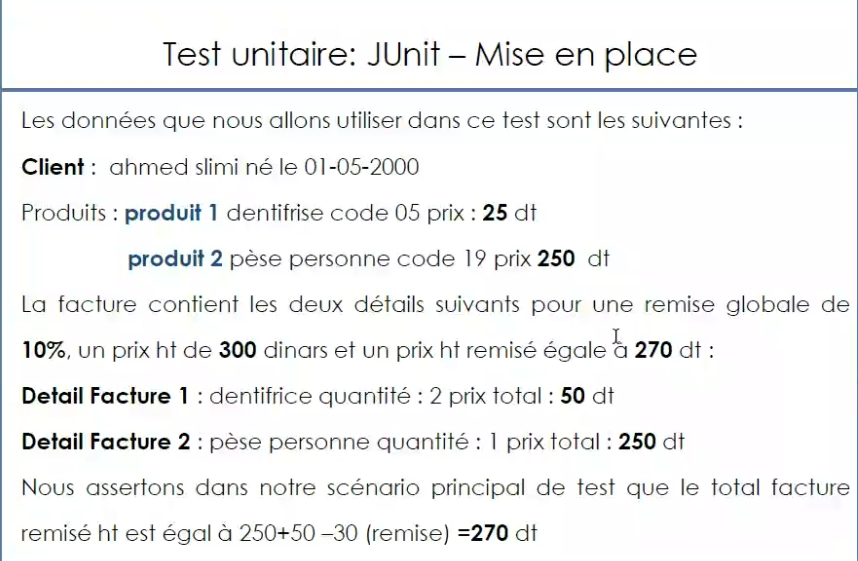 Test unitaire: JUnit – Mise en place
Les données que nous allons utiliser dans ce test sont les suivantes :
Client : ahmed slimi né le 01-05-2000
Produits : produit 1 dentifrise code 05 prix : 25 dt
produit 2 pèse personne code 19 prix 250 dt
La facture contient les deux détails suivants pour une remise globale de
10%, un prix ht de 300 dinars et un prix ht remisé égale à 270 dt :
Detail Facture 1 : dentifrice quantité : 2 prix total : 50 dt
Detail Facture 2 : pèse personne quantité : 1 prix total : 250 dt
Nous assertons dans notre scénario principal de test que le total facture
remisé ht est égal à 250+50 –30 (remise) =270 dt